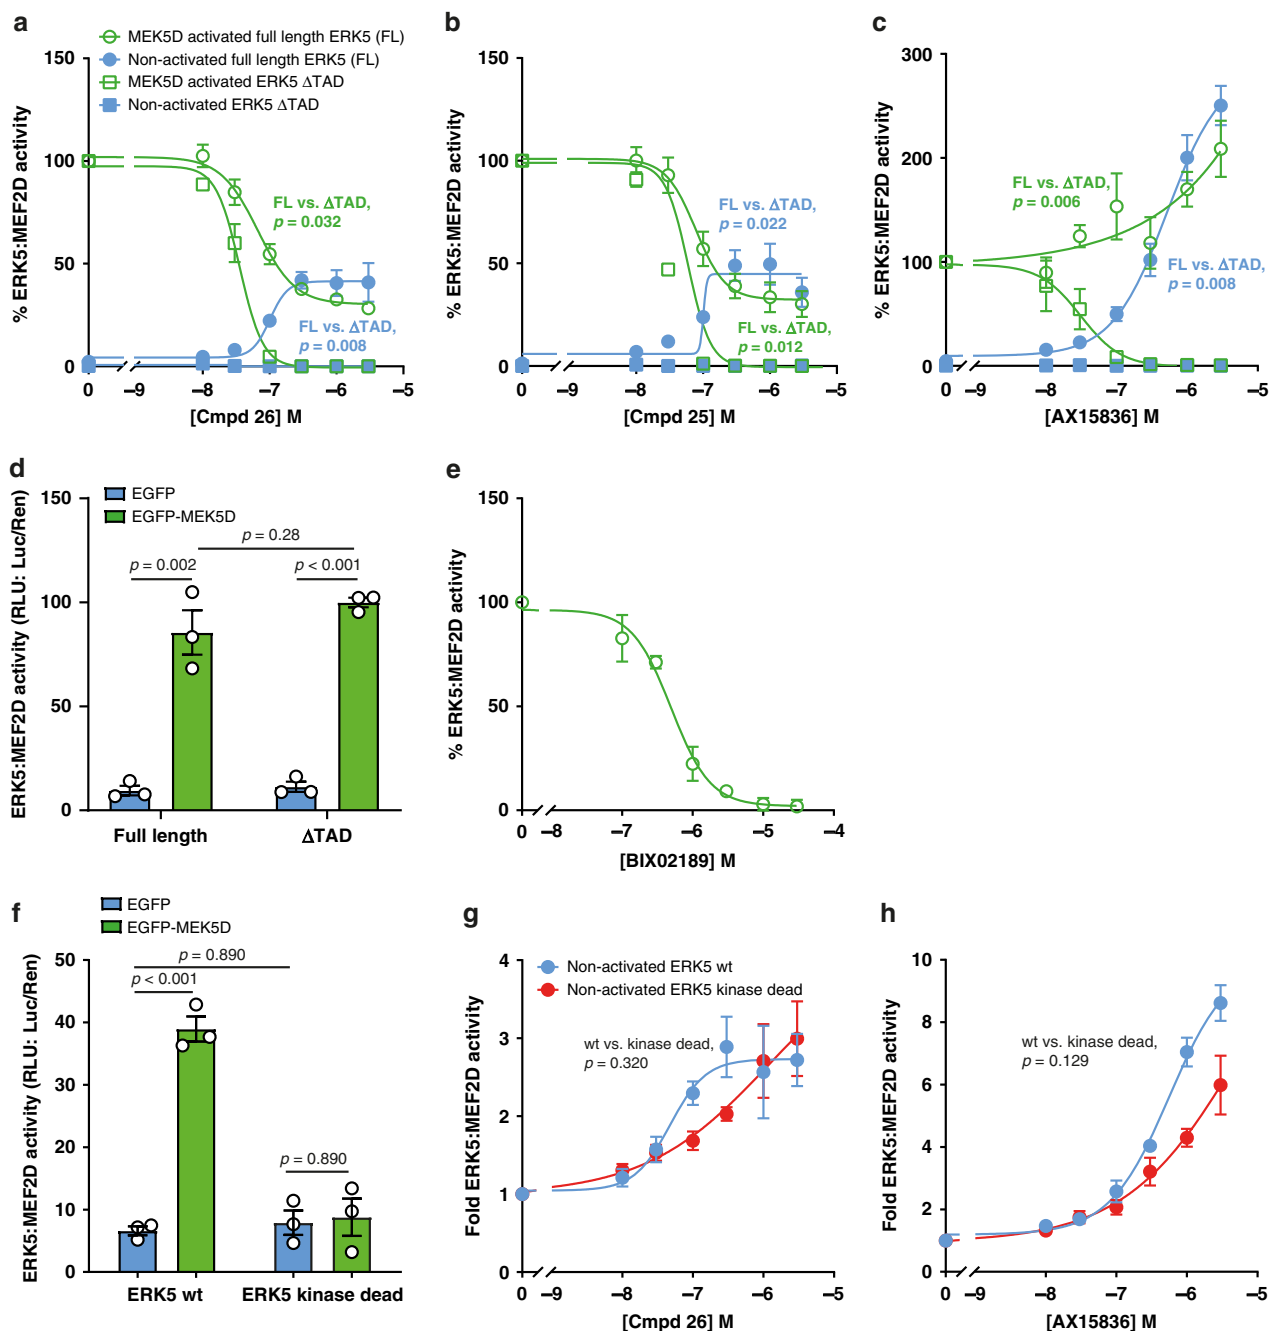 a
MEK5D activated full length ERK5 (FL)
Non-activated full length ERK5 (FL)
MEK5D activated ERK5 ΔTAD
Non-activated ERK5 ΔTAD
% ERK5:MEF2D activity
150
100
50
0
FL vs. ΔTAD,
p = 0.032
FL vs. ΔTAD,
p = 0.008
0 –9 –8 –7 –6 –5
[Cmpd 26] M
b
% ERK5:MEF2D activity
150
100
50
0
FL vs. ΔTAD,
p = 0.022
FL vs. ΔTAD,
p = 0.012
0 –9 –8 –7 –6 –5
[Cmpd 25] M
c
% ERK5:MEF2D activity
300
200
100
0
FL vs. ΔTAD,
p = 0.006
FL vs. ΔTAD,
p = 0.008
0 –9 –8 –7 –6 –5
[AX15836] M
d
EGFP
EGFP-MEK5D
ERK5:MEF2D activity (RLU: Luc/Ren)
150
100
50
0
p = 0.28
p = 0.002
p < 0.001
Full length ΔTAD
e
% ERK5:MEF2D activity
150
100
50
0
0 –8 –7 –6 –5 –4
[BIX02189] M
f
EGFP
EGFP-MEK5D
ERK5:MEF2D activity (RLU: Luc/Ren)
50
40
30
20
10
0
p = 0.890
p < 0.001
p = 0.890
ERK5 wt ERK5 kinase dead
g
Non-activated ERK5 wt
Non-activated ERK5 kinase dead
Fold ERK5:MEF2D activity
4
3
2
1
0
wt vs. kinase dead,
p = 0.320
0 –9 –8 –7 –6 –5
[Cmpd 26] M
h
Fold ERK5:MEF2D activity
10
8
6
4
2
0
wt vs. kinase dead,
p = 0.129
0 –9 –8 –7 –6 –5
[AX15836] M